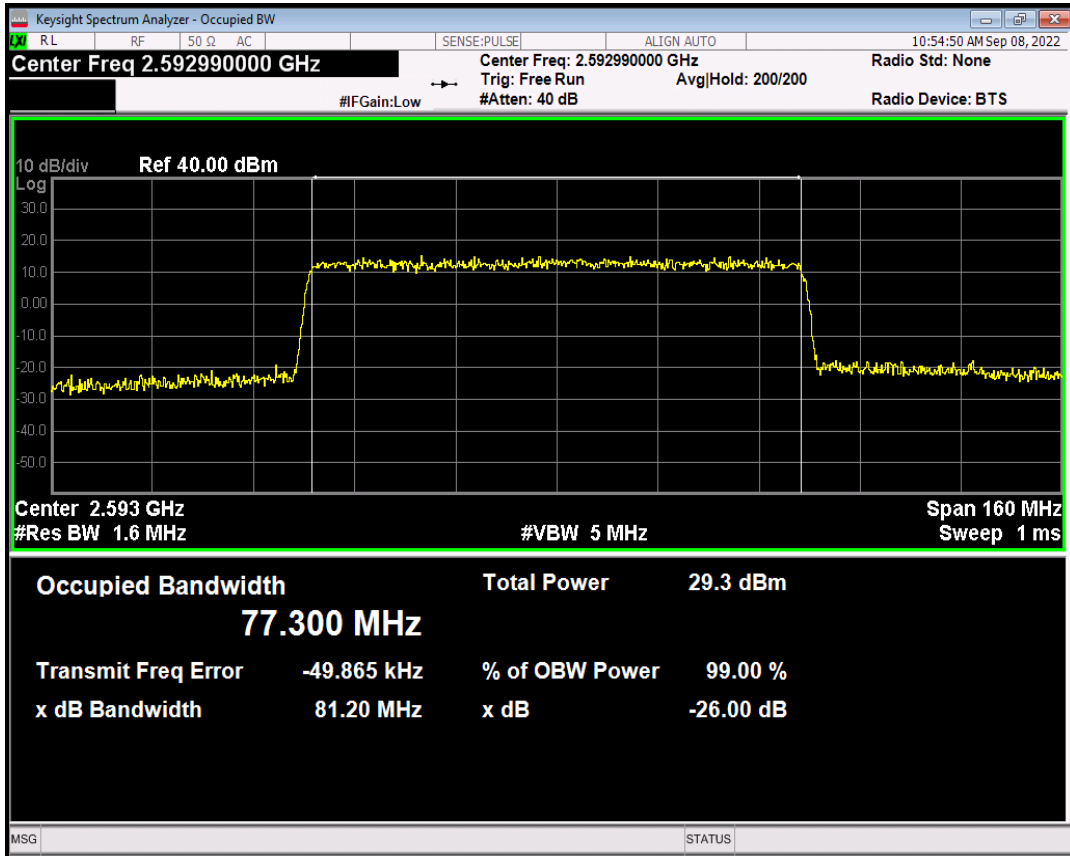 Keysight Spectrum Analyzer - Occupied BW
LXI RL RF 50 Ω AC SENSE:PULSE ALIGN AUTO 10:54:50 AM Sep 08, 2022
Center Freq 2.592990000 GHz Center Freq: 2.592990000 GHz Radio Std: None
Trig: Free Run Avg|Hold: 200/200
#IFGain:Low #Atten: 40 dB Radio Device: BTS
10 dB/div Ref 40.00 dBm
Log
30.0
20.0
10.0
0.00
-10.0
-20.0
-30.0
-40.0
-50.0
Center 2.593 GHz Span 160 MHz
#Res BW 1.6 MHz #VBW 5 MHz Sweep 1 ms
Occupied Bandwidth Total Power 29.3 dBm
77.300 MHz
Transmit Freq Error -49.865 kHz % of OBW Power 99.00 %
x dB Bandwidth 81.20 MHz x dB -26.00 dB
MSG STATUS